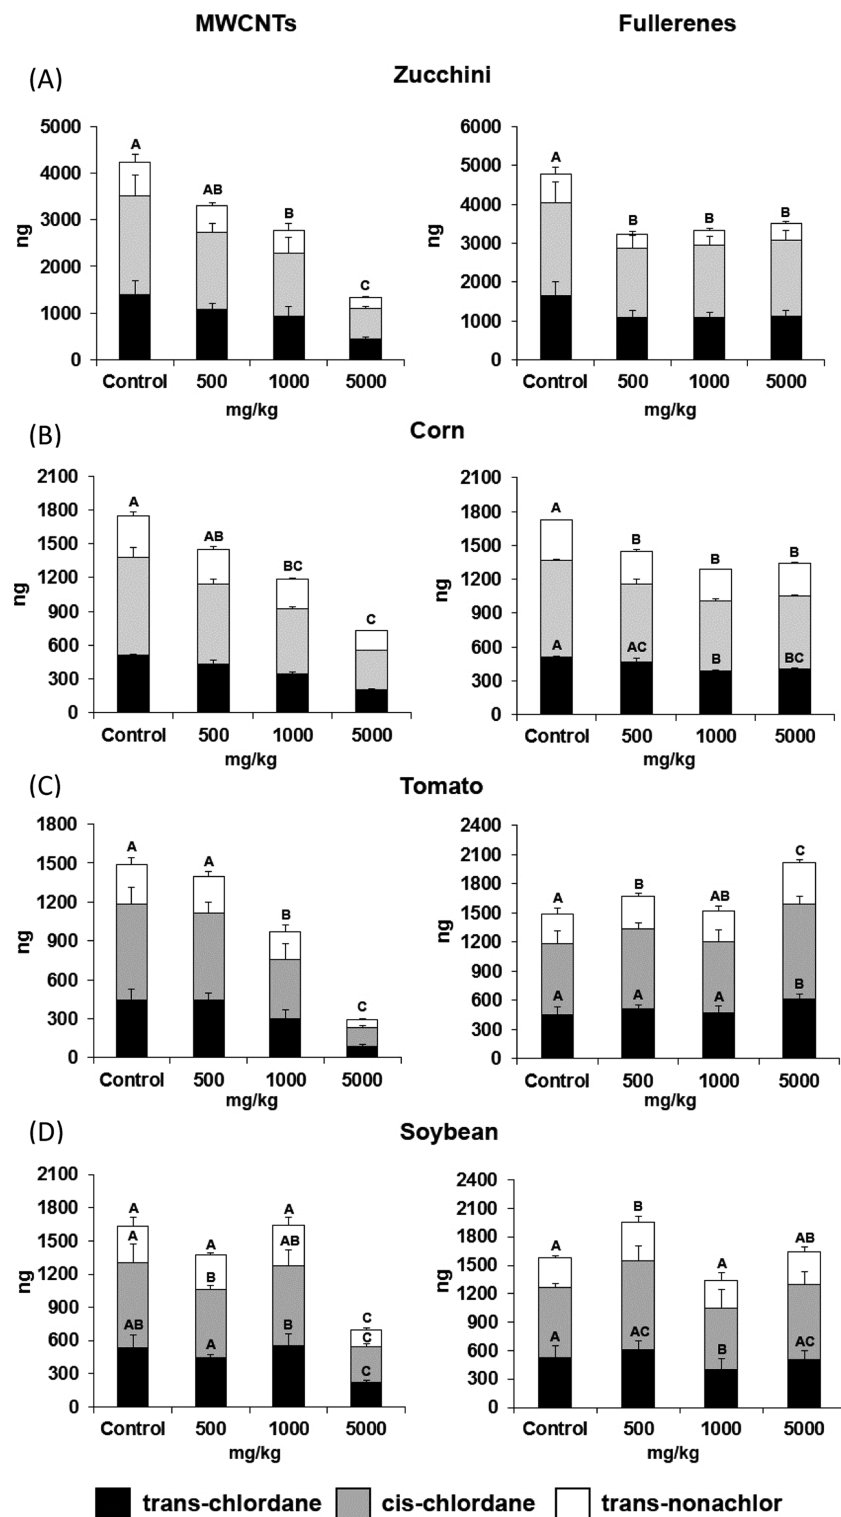 MWCNTs Fullerenes
(A) Zucchini
5000 6000
A A
4000 5000
AB
3000 B 4000
B B B
ng ng
3000
2000
2000
C
1000 1000
0 0
Control 500 1000 5000 Control 500 1000 5000
mg/kg mg/kg
(B) Corn
2100 2100
A A
1800 1800
AB B
1500 1500
BC B B
1200 1200
ng ng
900 900
C
600 A AC B BC 600
300 300
0 0
Control 500 1000 5000 Control 500 1000 5000
mg/kg mg/kg
(C) Tomato
1800 2400
A A
1500 2100
C
1800
B
1200 A AB
B 1500
ng ng
900 1200
600 900
C A A A B
600
300 300
0 0
Control 500 1000 5000 Control 500 1000 5000
mg/kg mg/kg
(D) Soybean
2100 2400
A A A
1800 2100
B
A B AB
1500 1800
A A AB
1200 1500
ng ng
900 1200
C C C
AB A B
600 900
A AC B AC
300 600
300
0 0
Control 500 1000 5000 Control 500 1000 5000
mg/kg mg/kg
trans-chlordane cis-chlordane trans-nonachlor